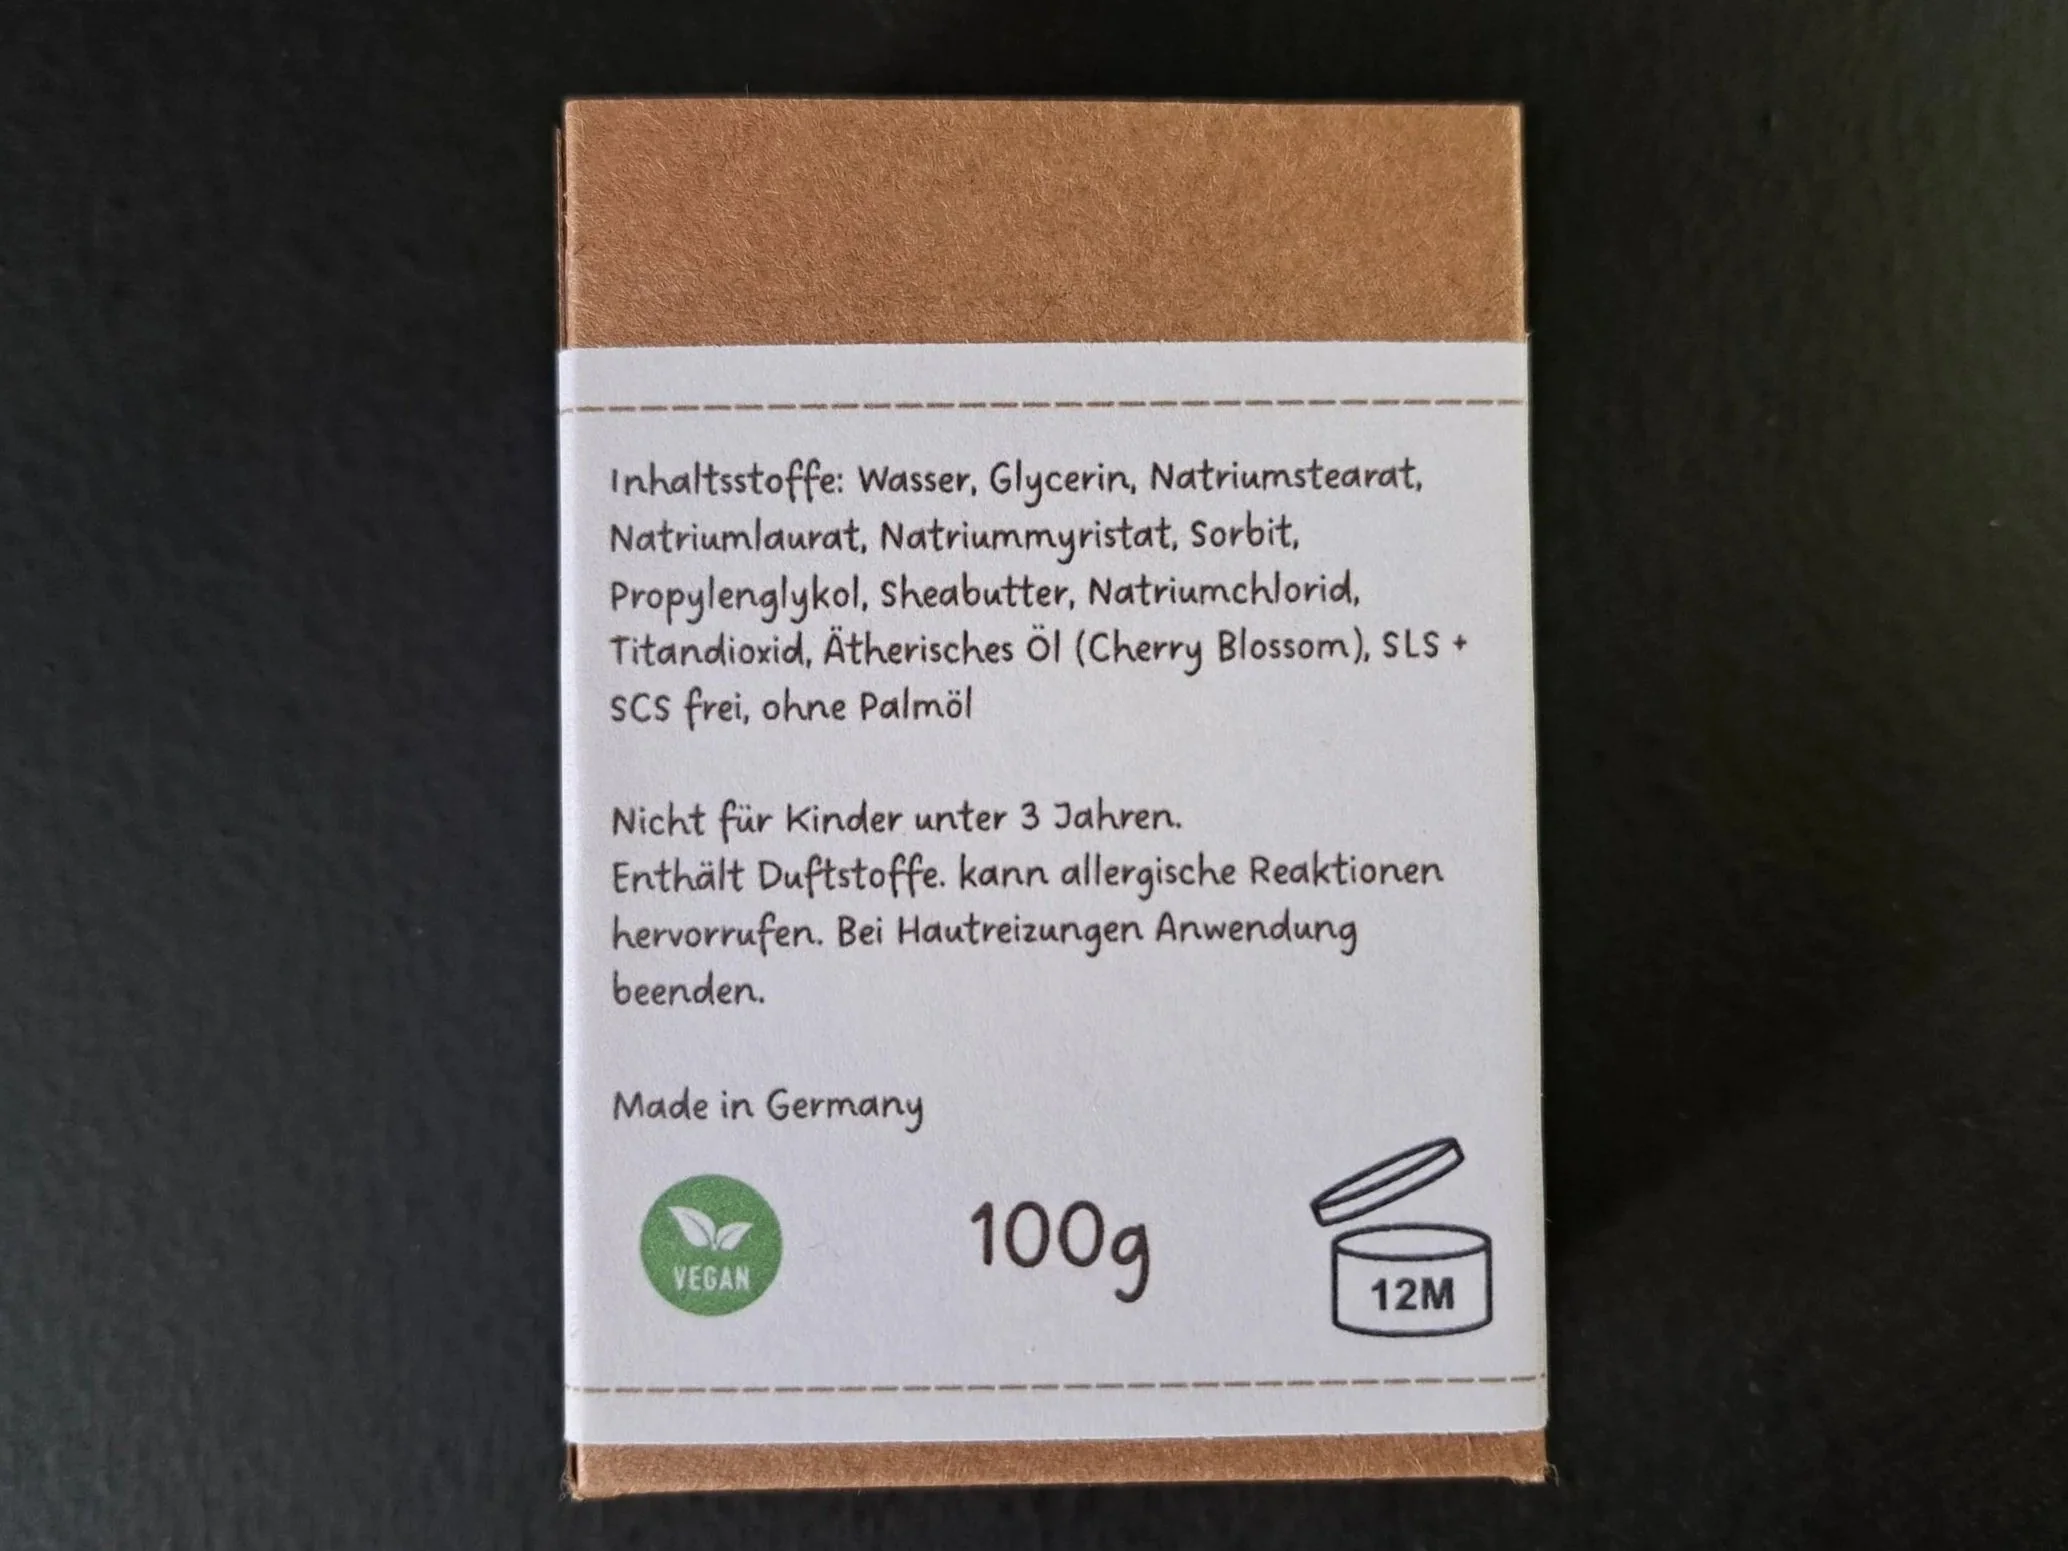 Inhaltsstoffe: Wasser, Glycerin, Natriumstearat,
Natriumlaurat, Natriummyristat, Sorbit,
Propylenglykol, Sheabutter, Natriumchlorid,
Titandioxid, Ätherisches Öl (Cherry Blossom), SLS +
SCS frei, ohne Palmöl
Nicht für Kinder unter 3 Jahren.
Enthält Duftstoffe. kann allergische Reaktionen
hervorrufen. Bei Hautreizungen Anwendung
beenden.
Made in Germany
VEGAN
100g
12M